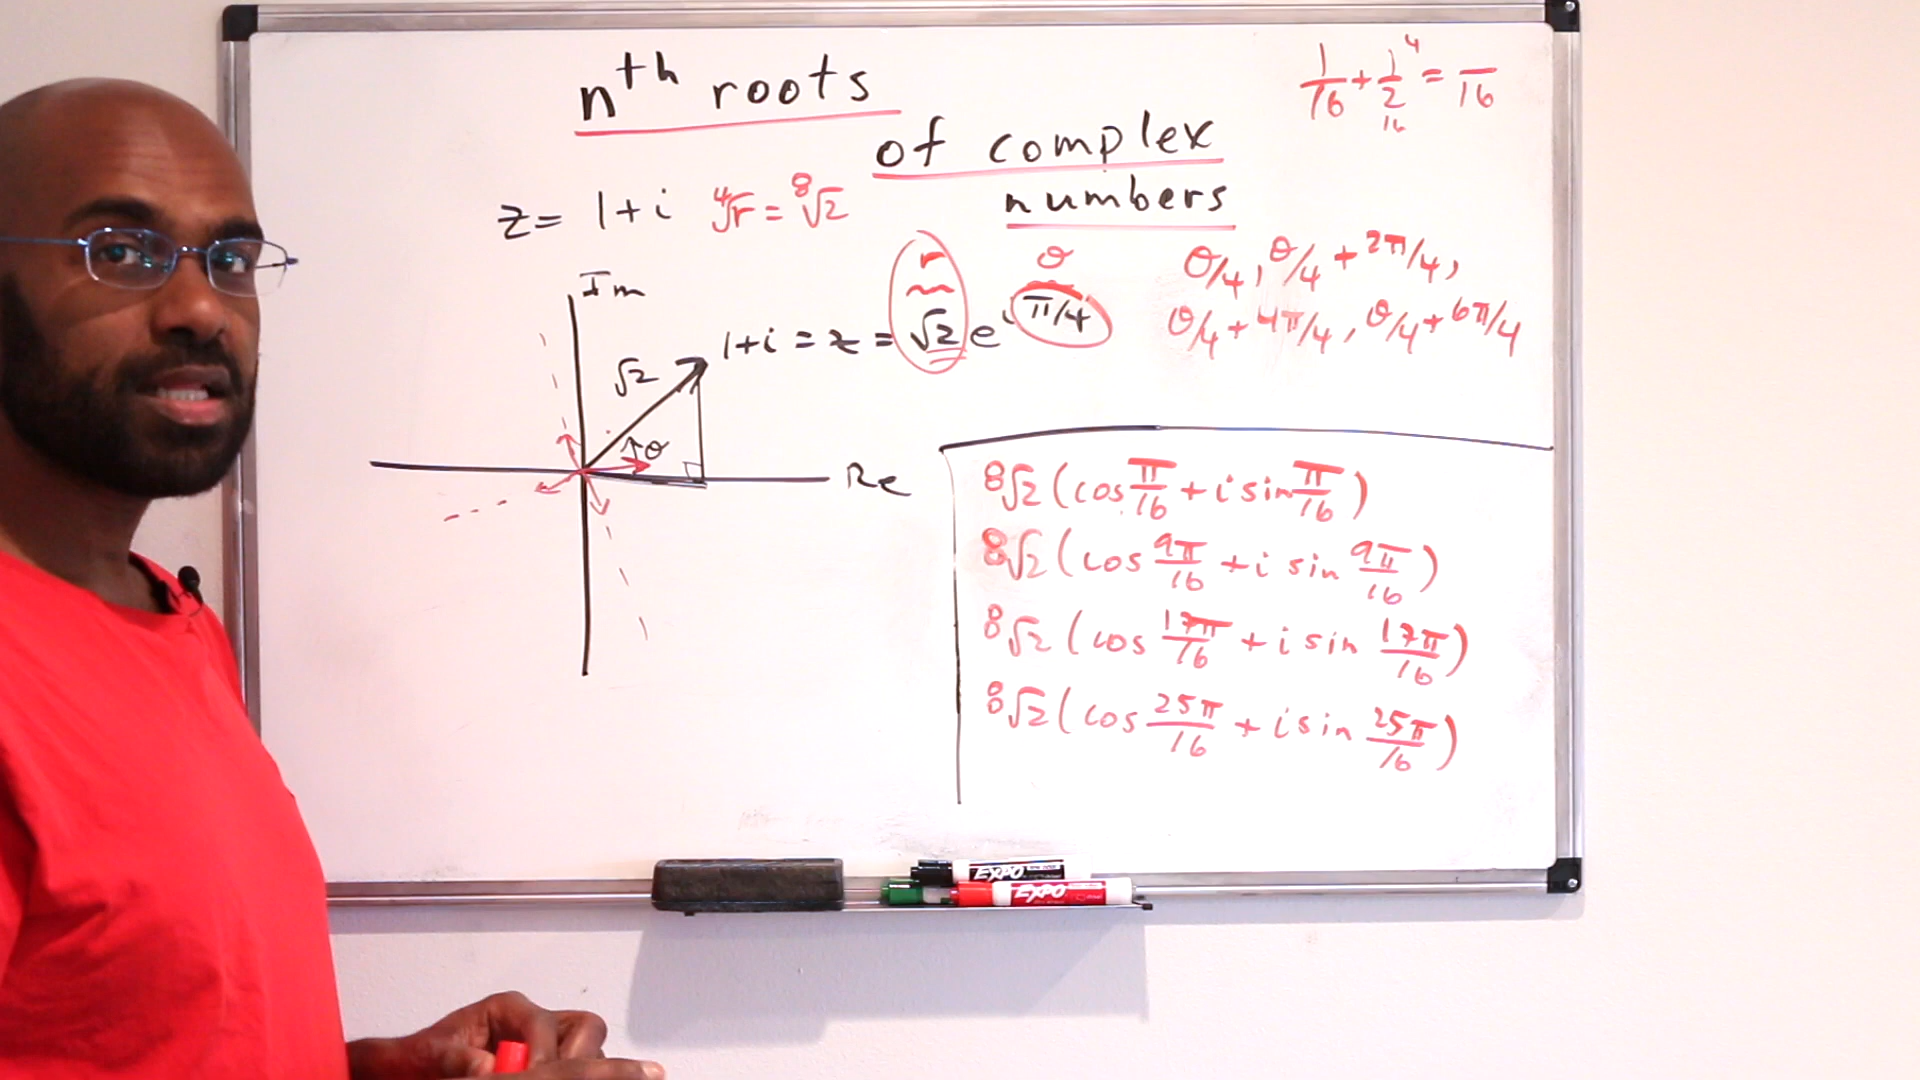 nᵗʰ roots
of complex
numbers
1/16 + 1/2 ⁴ ₁₆ = /16
z = 1+i ⁴√r = ⁸√2
r θ
1+i = z = √2 e^i π/4
θ/4, θ/4 + 2π/4,
θ/4 + 4π/4, θ/4 + 6π/4
Im
√2
θ
Re
⁸√2 (cos π/16 + i sin π/16)
⁸√2 (cos 9π/16 + i sin 9π/16)
⁸√2 (cos 17π/16 + i sin 17π/16)
⁸√2 (cos 25π/16 + i sin 25π/16)
EXPO
EXPO